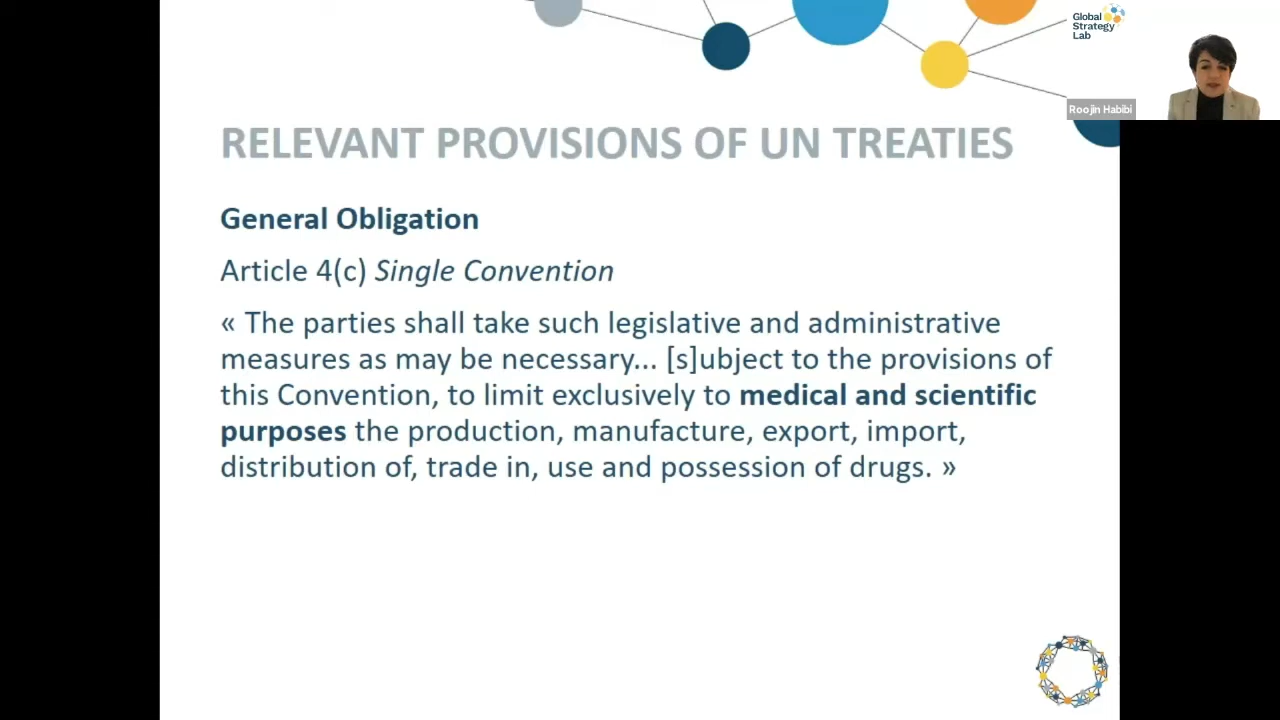 Global
Strategy
Lab
Roojin Habibi
RELEVANT PROVISIONS OF UN TREATIES
General Obligation
Article 4(c) Single Convention
« The parties shall take such legislative and administrative
measures as may be necessary... [s]ubject to the provisions of
this Convention, to limit exclusively to medical and scientific
purposes the production, manufacture, export, import,
distribution of, trade in, use and possession of drugs. »